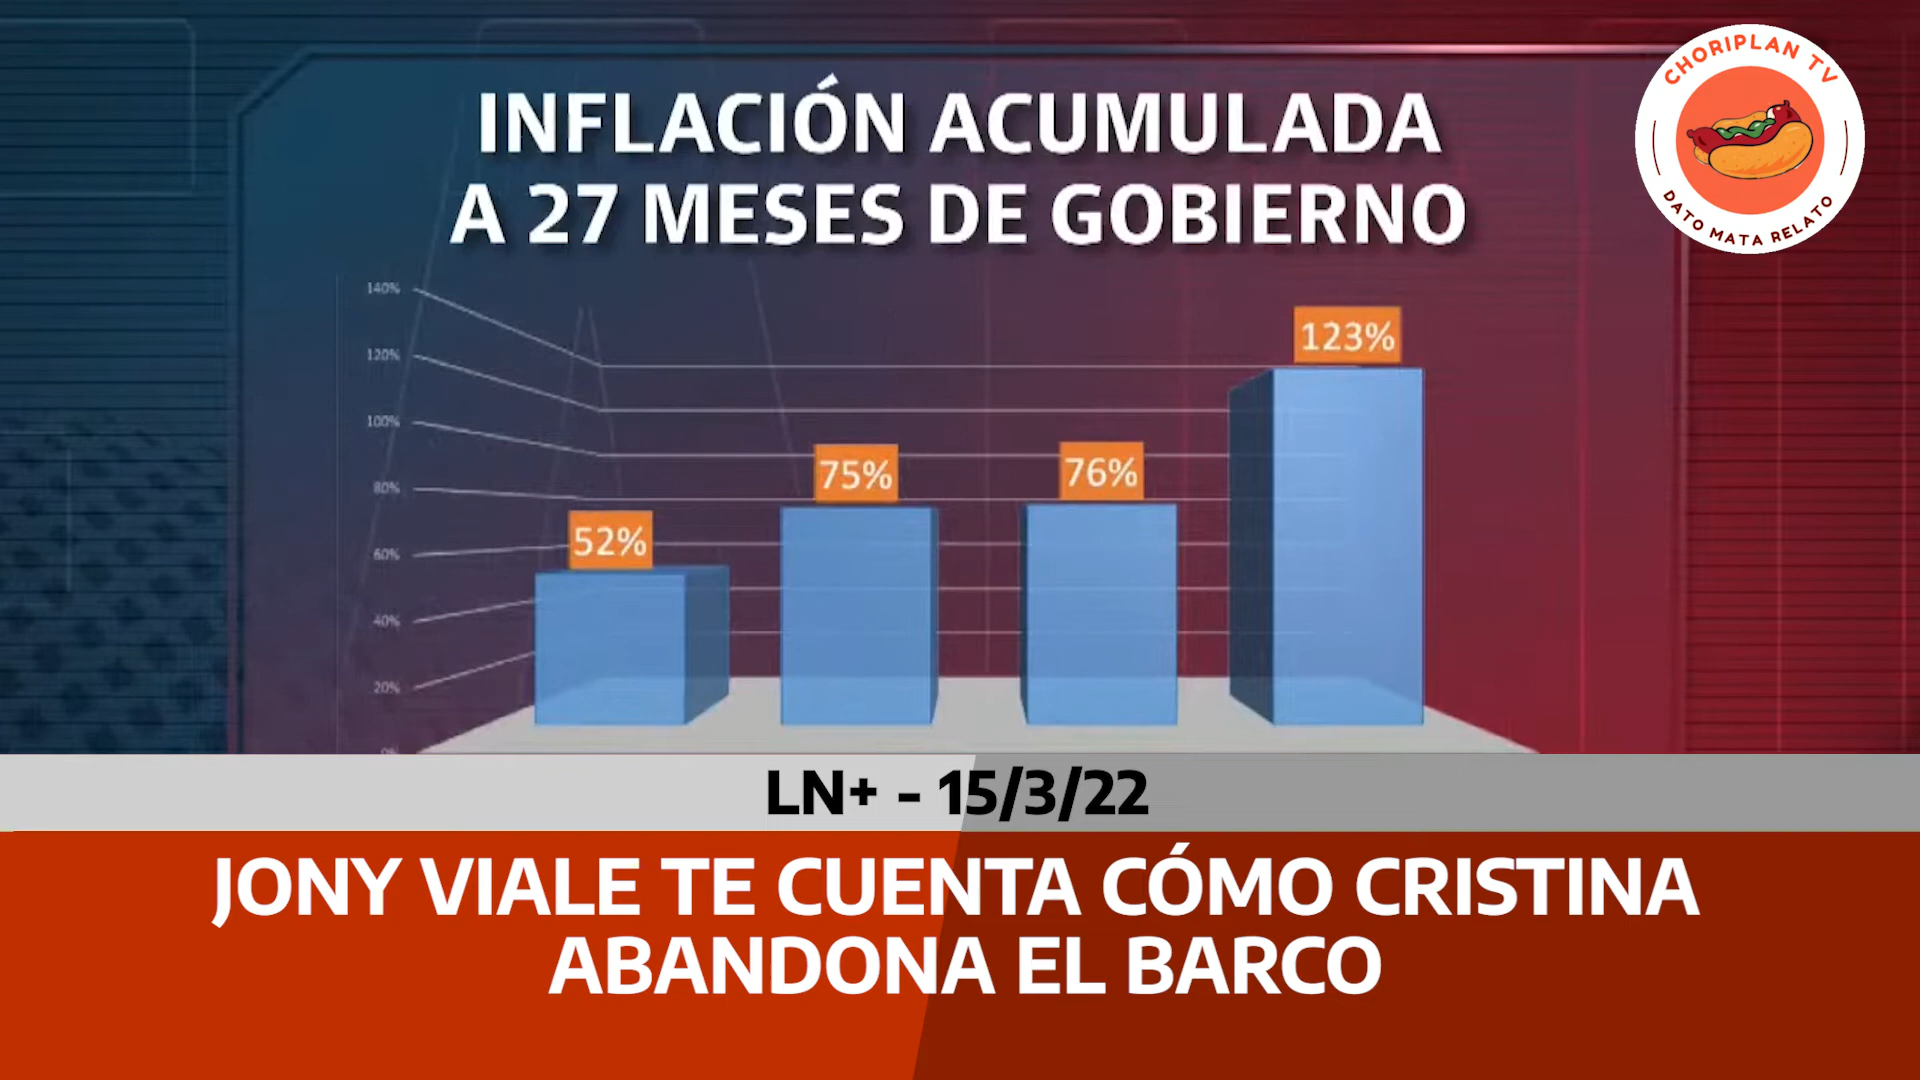 CHORIPLAN TV
DATO MATA RELATO
INFLACIÓN ACUMULADA
A 27 MESES DE GOBIERNO
140%
120%
100%
80%
60%
40%
20%
0%
52%
75%
76%
123%
LN+ - 15/3/22
JONY VIALE TE CUENTA CÓMO CRISTINA
ABANDONA EL BARCO